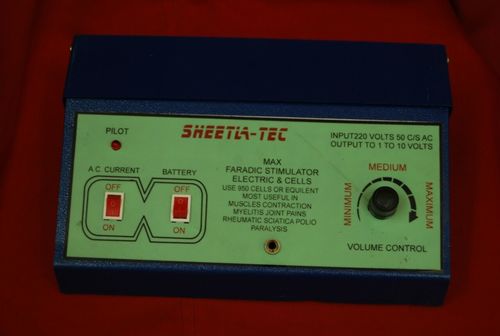 SHEETLA-TEC
PILOT
INPUT220 VOLTS 50 C/S AC
OUTPUT TO 1 TO 10 VOLTS
A.C. CURRENT
BATTERY
OFF
ON
OFF
ON
MAX
FARADIC STIMULATOR
ELECTRIC & CELLS
USE 950 CELLS OR EQUILENT
MOST USEFUL IN
MUSCLES CONTRACTION
MYELITIS JOINT PAINS
RHEUMATIC SCIATICA POLIO
PARALYSIS
MEDIUM
MINIMUM
MAXIMUM
VOLUME CONTROL